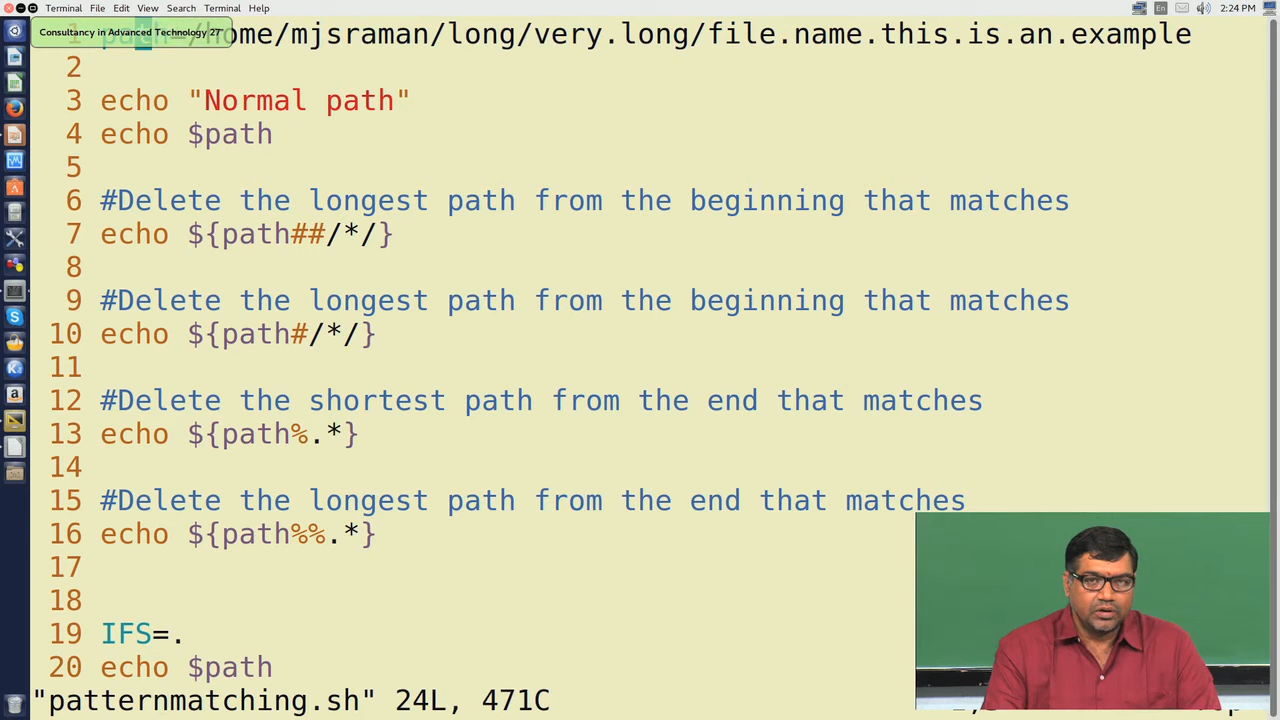 Terminal File Edit View Search Terminal Help
En 2:24 PM
Consultancy in Advanced Technology 27°
1 path=/home/mjsraman/long/very.long/file.name.this.is.an.example
2
3 echo "Normal path"
4 echo $path
5
6 #Delete the longest path from the beginning that matches
7 echo ${path##/*/}
8
9 #Delete the longest path from the beginning that matches
10 echo ${path#/*/}
11
12 #Delete the shortest path from the end that matches
13 echo ${path%.*}
14
15 #Delete the longest path from the end that matches
16 echo ${path%%.*}
17
18
19 IFS=.
20 echo $path
"patternmatching.sh" 24L, 471C